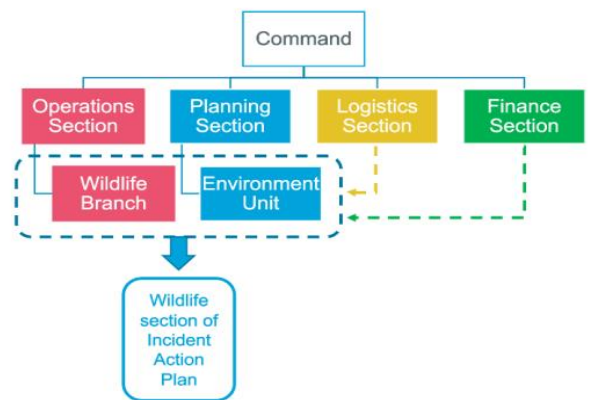 Command
Operations
Section
Planning
Section
Logistics
Section
Finance
Section
Wildlife
Branch
Environment
Unit
Wildlife
section of
Incident
Action
Plan